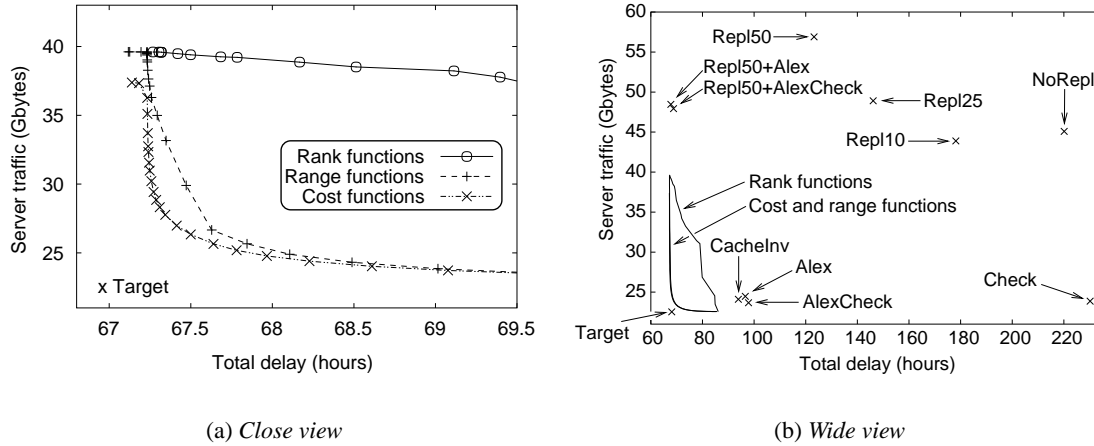 Server traffic (Gbytes)
40
35
30
25
67
67.5
68
68.5
69
69.5
Total delay (hours)
Rank functions
Range functions
Cost functions
x Target
(a) Close view
Server traffic (Gbytes)
60
55
50
45
40
35
30
25
60
80
100
120
140
160
180
200
220
Total delay (hours)
Repl50
Repl50+Alex
Repl50+AlexCheck
Repl25
NoRepl
Repl10
Rank functions
Cost and range functions
CacheInv
Alex
AlexCheck
Check
Target
(b) Wide view